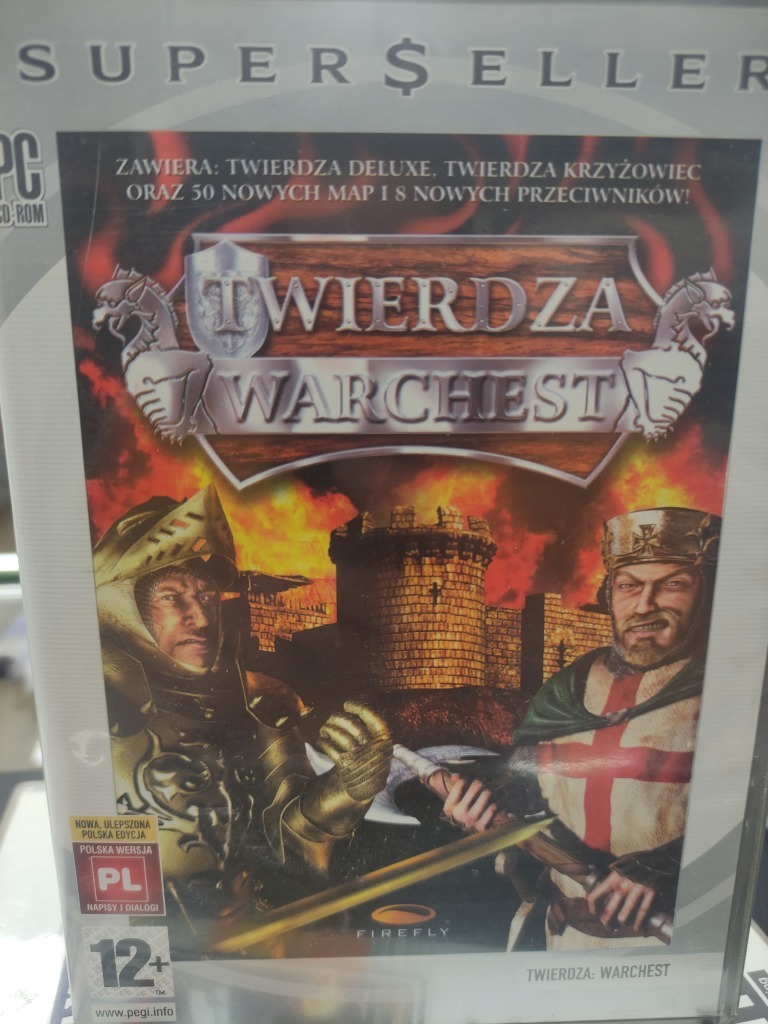 SUPER$ELLER
PC
CD-ROM
ZAWIERA: TWIERDZA DELUXE, TWIERDZA KRZYŻOWIEC
ORAZ 50 NOWYCH MAP I 8 NOWYCH PRZECIWNIKÓW!
TWIERDZA
WARCHEST
NOWA, ULEPSZONA
POLSKA EDYCJA
POLSKA WERSJA
PL
NAPISY I DIALOGI
FIREFLY
12+
TM
www.pegi.info
TWIERDZA: WARCHEST